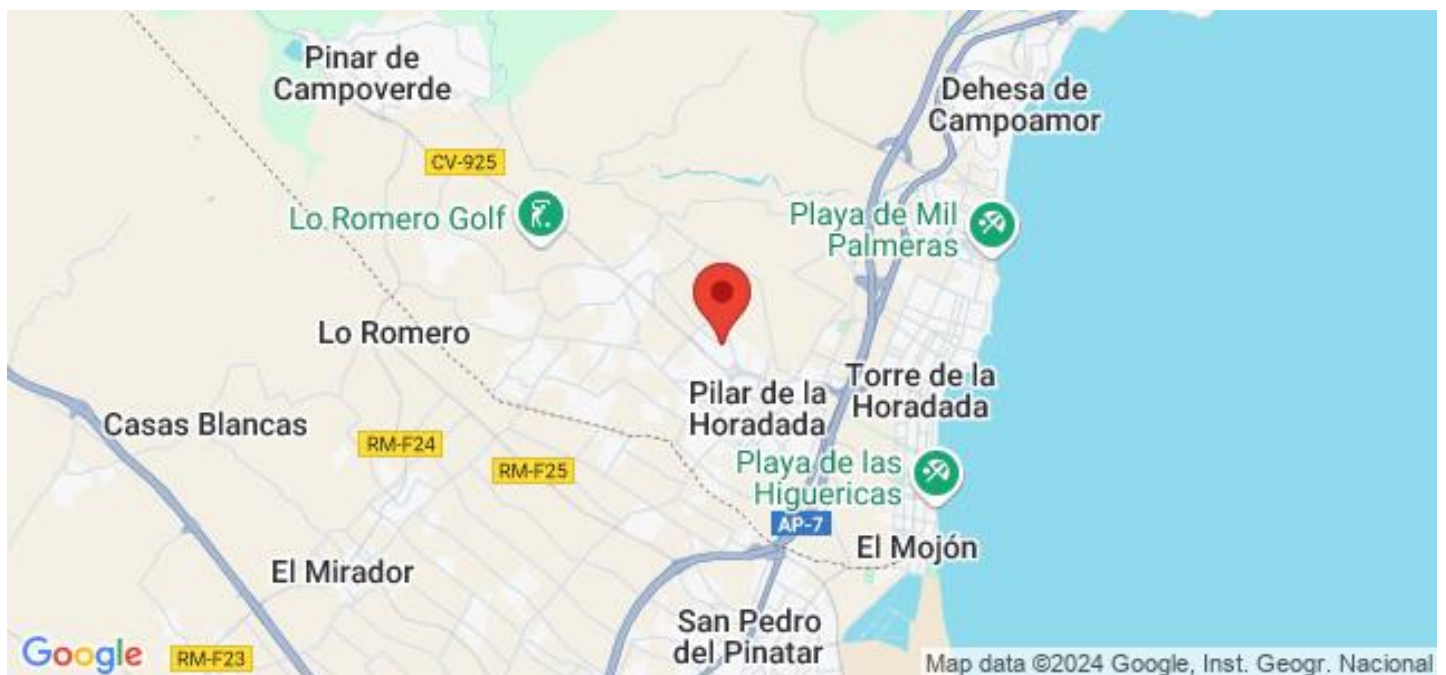 Pinar de
Campoverde
Dehesa de
Campoamor
CV-925
Lo Romero Golf
Playa de Mil
Palmeras
Lo Romero
Torre de la
Horadada
Pilar de la
Horadada
Casas Blancas
RM-F24
RM-F25
Playa de las
Higuericas
AP-7
El Mojón
El Mirador
San Pedro
del Pinatar
Google
RM-F23
Map data ©2024 Google, Inst. Geogr. Nacional